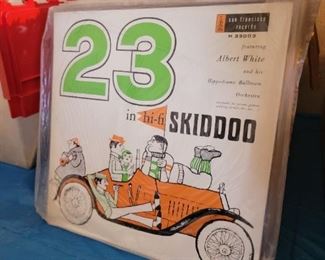 SAN FRANCISCO
RECORDS
M 33003
featuring
Albert White
and his
Hippodrome Ballroom
Orchestra
23
in hi-fi SKIDDOO